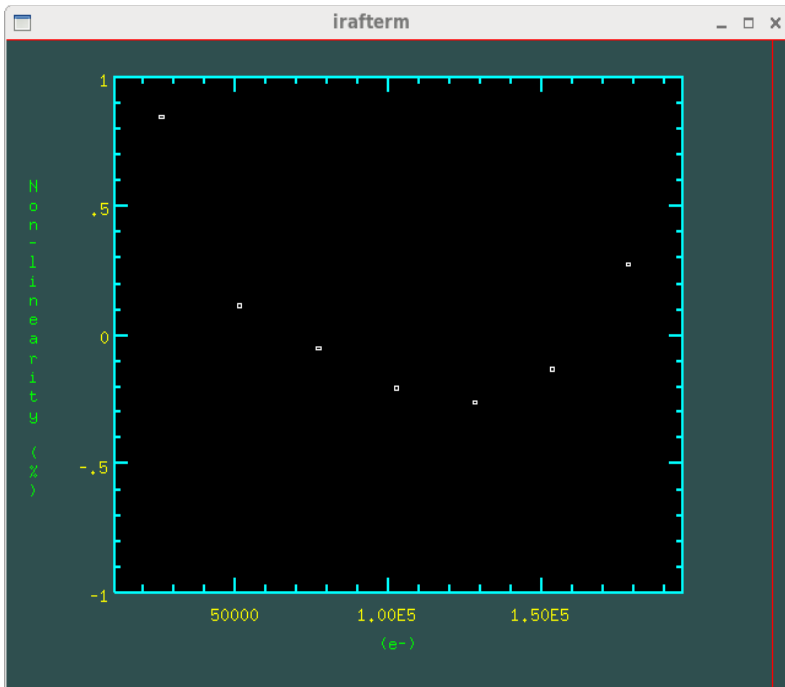 irafterm
1
.5
0
-.5
-1
Non-linearity (%)
50000 1.00E5 1.50E5
(e-)